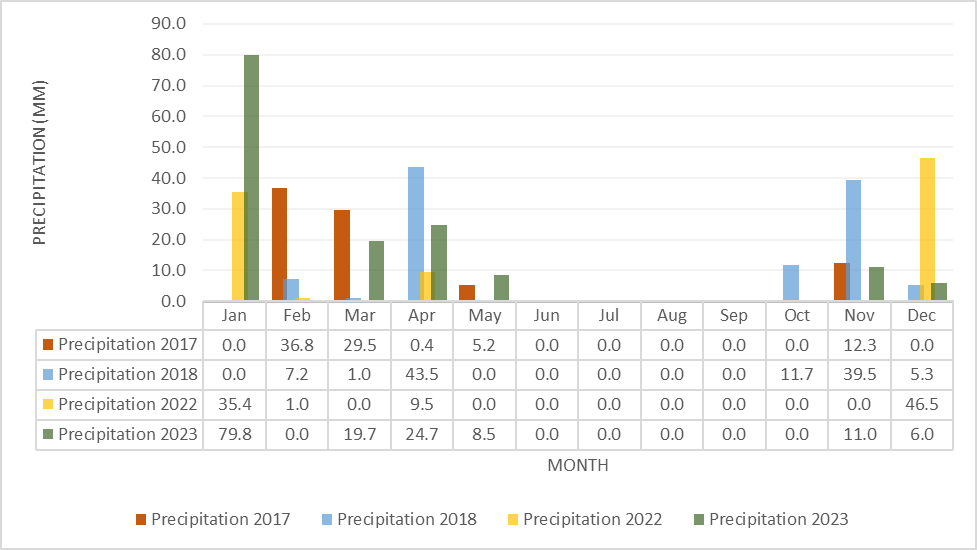 90.0
80.0
70.0
60.0
50.0
40.0
30.0
20.0
10.0
0.0
PRECIPITATION (MM)
Jan Feb Mar Apr May Jun Jul Aug Sep Oct Nov Dec
Precipitation 2017 0.0 36.8 29.5 0.4 5.2 0.0 0.0 0.0 0.0 0.0 12.3 0.0
Precipitation 2018 0.0 7.2 1.0 43.5 0.0 0.0 0.0 0.0 0.0 11.7 39.5 5.3
Precipitation 2022 35.4 1.0 0.0 9.5 0.0 0.0 0.0 0.0 0.0 0.0 0.0 46.5
Precipitation 2023 79.8 0.0 19.7 24.7 8.5 0.0 0.0 0.0 0.0 0.0 11.0 6.0
MONTH
Precipitation 2017 Precipitation 2018 Precipitation 2022 Precipitation 2023